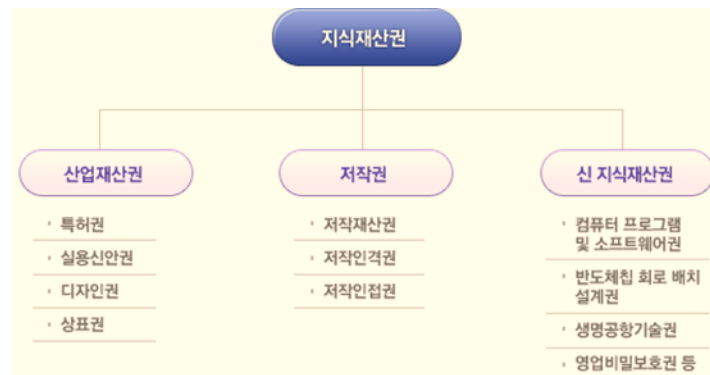 지식재산권
산업재산권
특허권
실용신안권
디자인권
상표권
저작권
저작재산권
저작인격권
저작인접권
신 지식재산권
컴퓨터 프로그램
및 소프트웨어권
반도체칩 회로 배치
설계권
생명공항기술권
영업비밀보호권 등